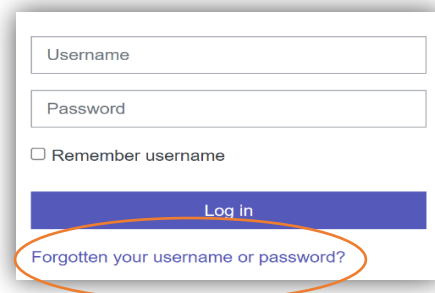 Username
Password
Remember username
Log in
Forgotten your username or password?